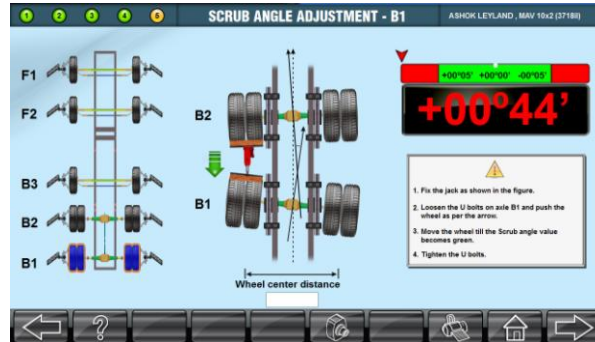 1 2 3 4 5
SCRUB ANGLE ADJUSTMENT - B1
ASHOK LEYLAND , MAV 10x2 (3718il)
F1
F2
B3
B2
B1
B2
B1
Wheel center distance
+00°05' +00°00' -00°05'
+00°44'
1. Fix the jack as shown in the figure.
2. Loosen the U bolts on axle B1 and push the
wheel as per the arrow.
3. Move the wheel till the Scrub angle value
becomes green.
4. Tighten the U bolts.
?